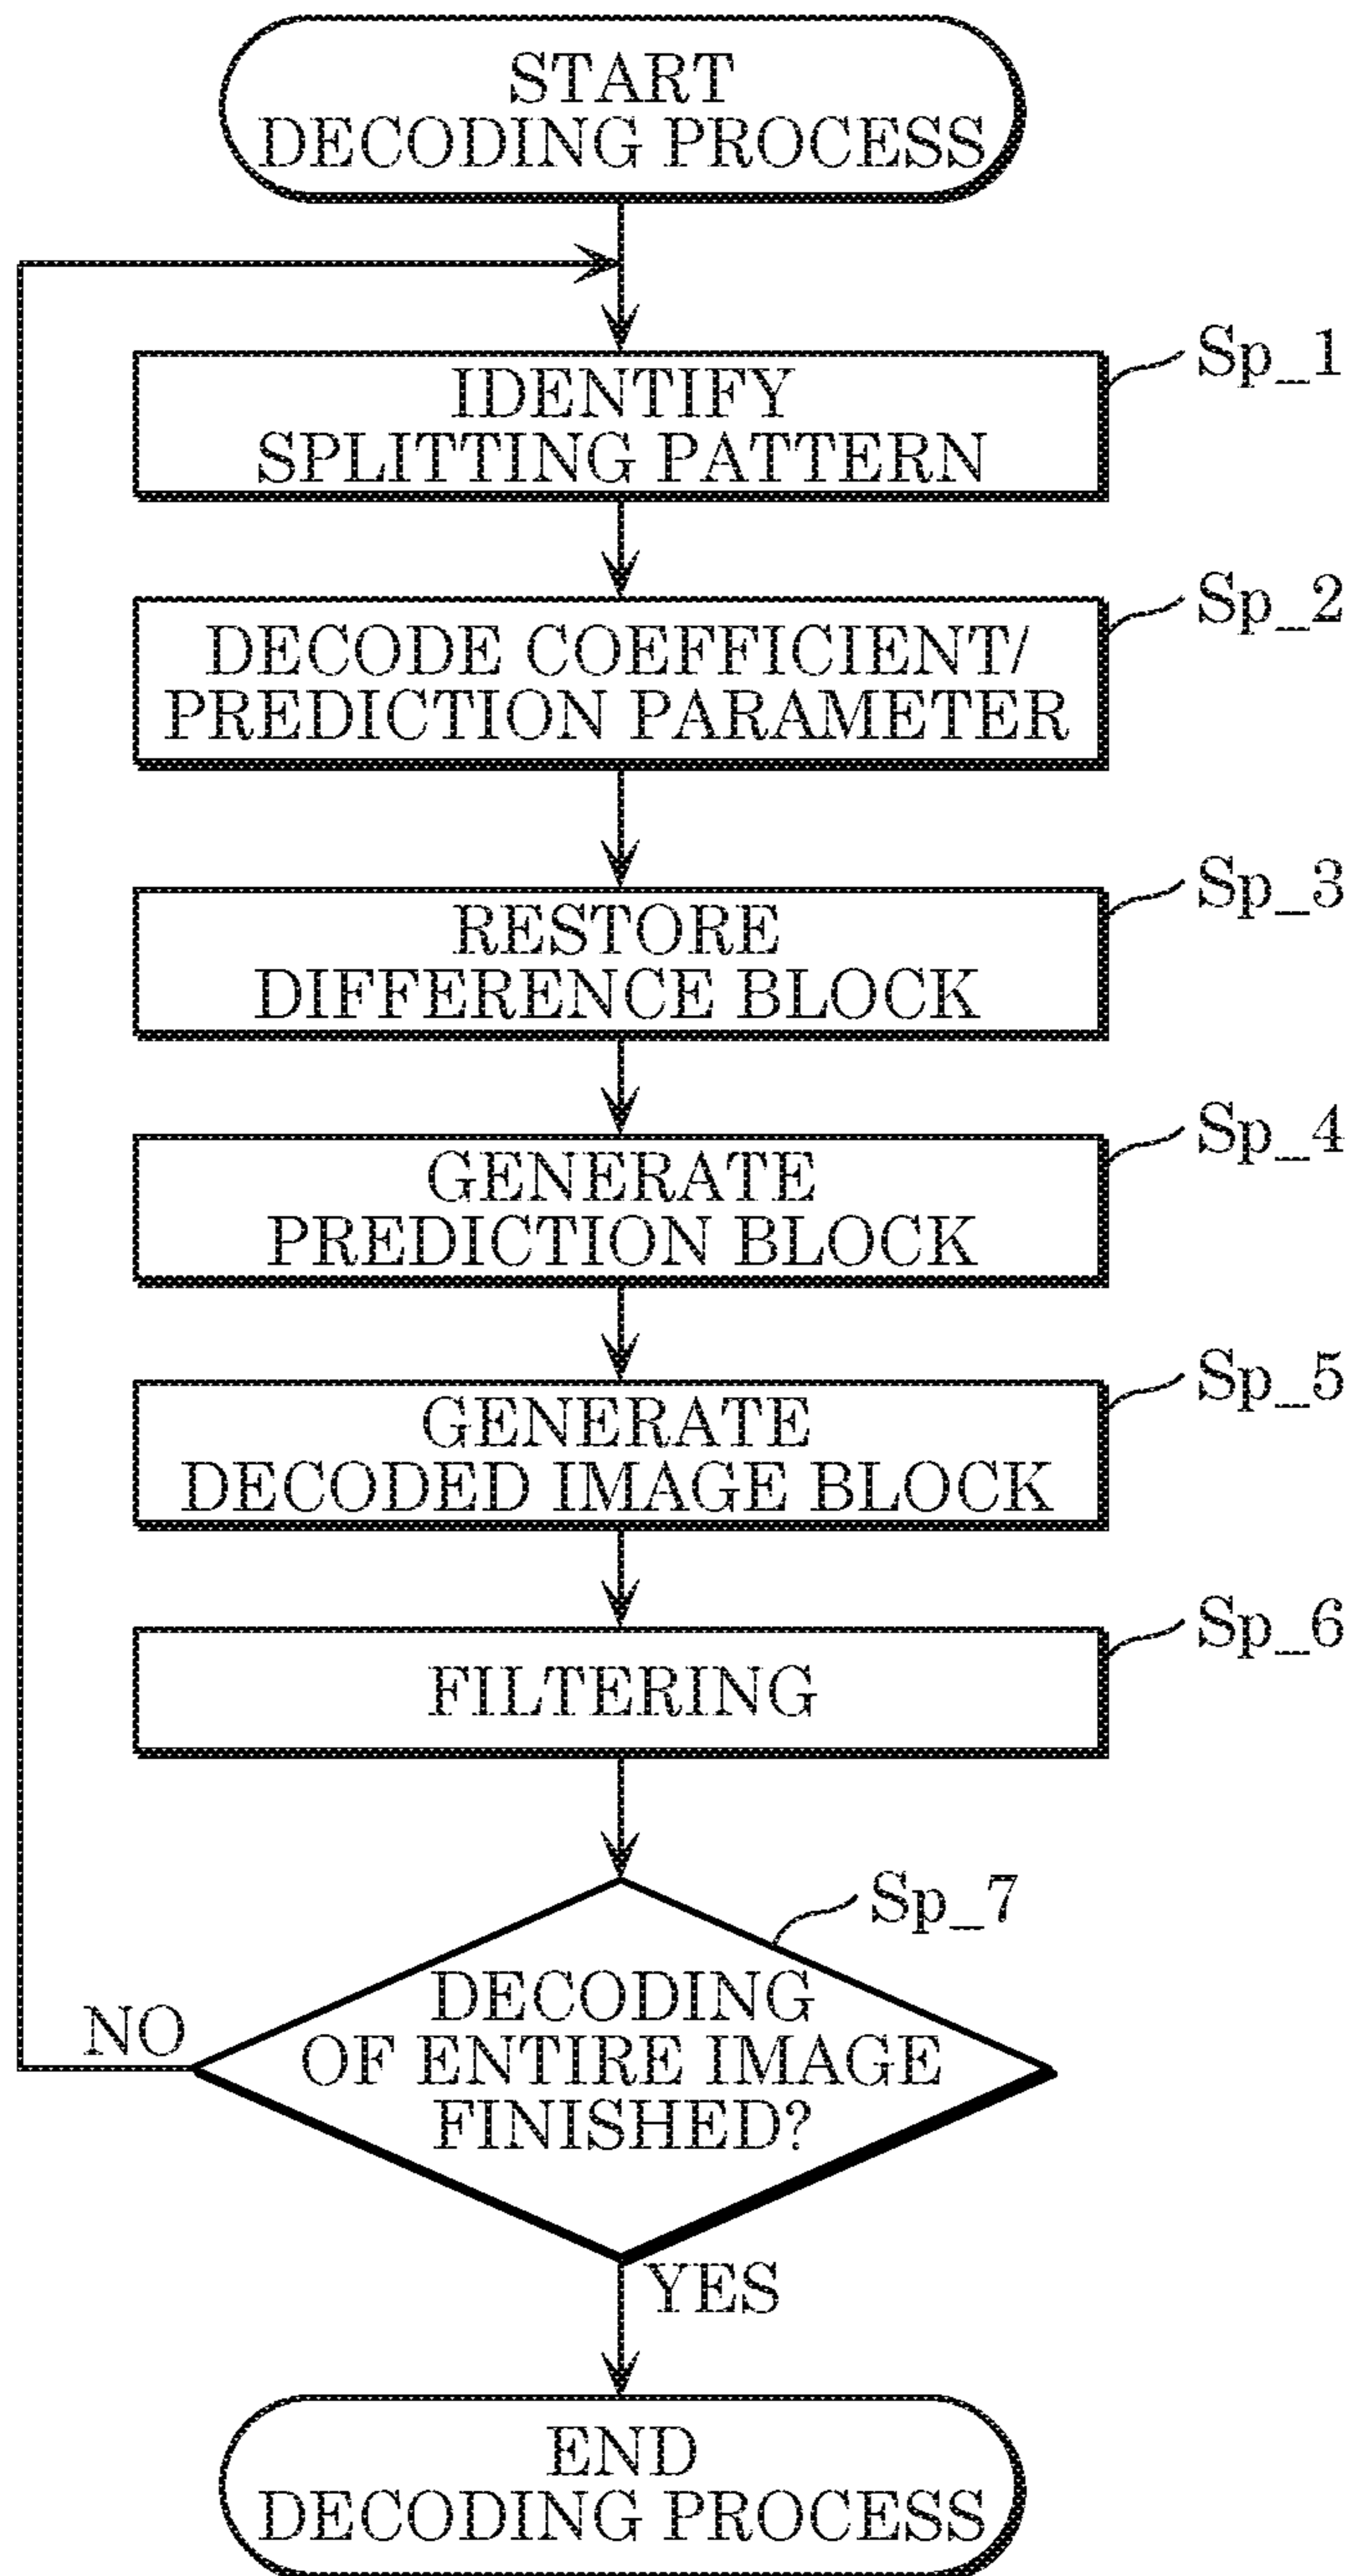 START
DECODING PROCESS
Sp_1
IDENTIFY
SPLITTING PATTERN
Sp_2
DECODE COEFFICIENT/
PREDICTION PARAMETER
Sp_3
RESTORE
DIFFERENCE BLOCK
Sp_4
GENERATE
PREDICTION BLOCK
Sp_5
GENERATE
DECODED IMAGE BLOCK
Sp_6
FILTERING
Sp_7
DECODING
OF ENTIRE IMAGE
FINISHED?
NO
YES
END
DECODING PROCESS